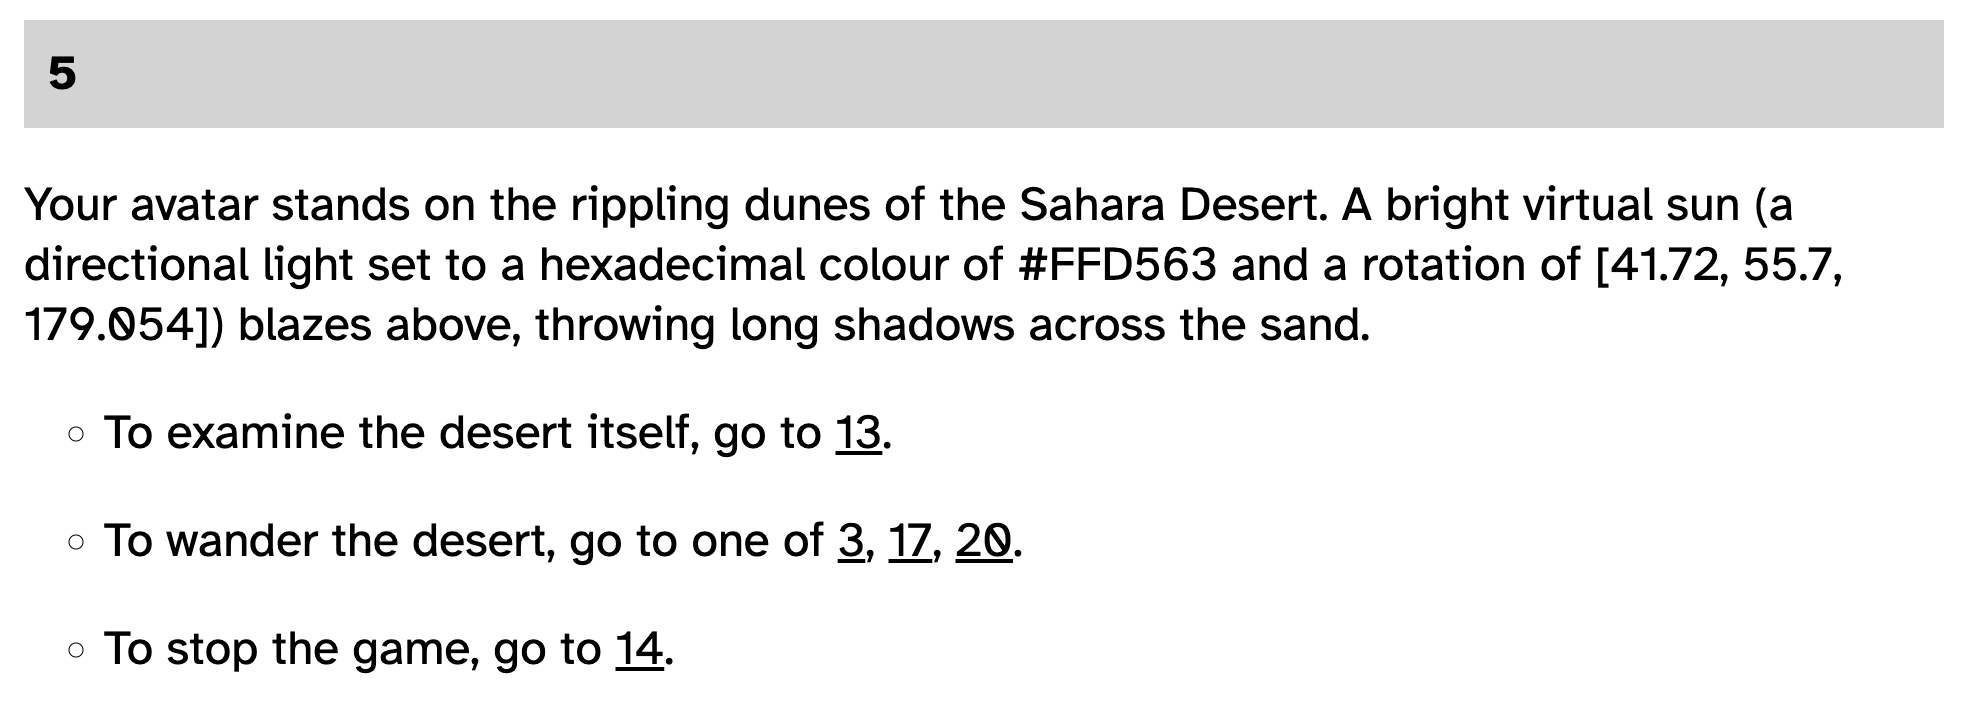 5
Your avatar stands on the rippling dunes of the Sahara Desert. A bright virtual sun (a
directional light set to a hexadecimal colour of #FFD563 and a rotation of [41.72, 55.7,
179.054]) blazes above, throwing long shadows across the sand.
To examine the desert itself, go to 13.
To wander the desert, go to one of 3, 17, 20.
To stop the game, go to 14.